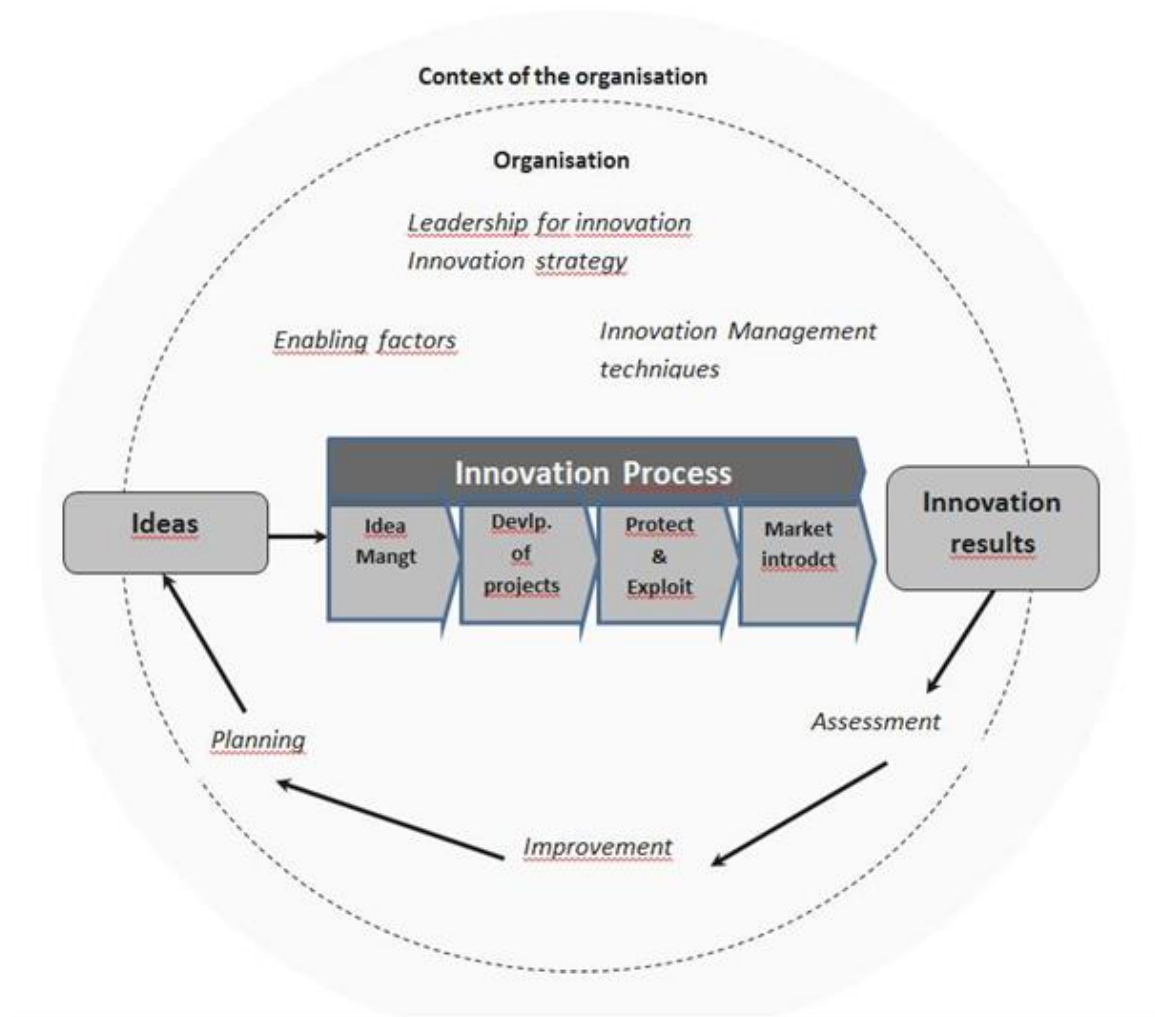 Context of the organisation
Organisation
Leadership for innovation
Innovation strategy
Enabling factors
Innovation Management
techniques
Innovation Process
Ideas
Idea
Mangt
Devlp.
of
projects
Protect
&
Exploit
Market
introdct
Innovation
results
Assessment
Planning
Improvement